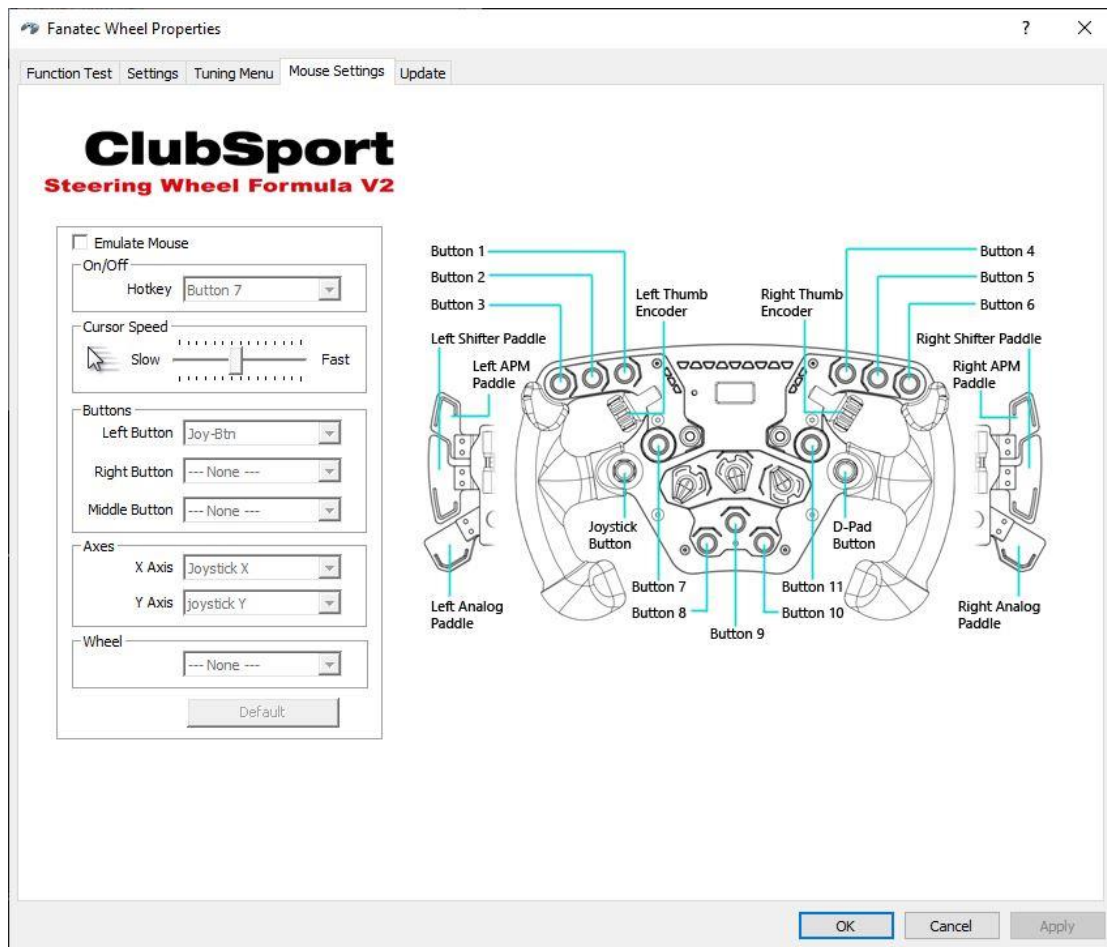 Fanatec Wheel Properties
?
Function Test
Settings
Tuning Menu
Mouse Settings
Update
ClubSport
Steering Wheel Formula V2
Emulate Mouse
On/Off
Hotkey
Button 7
Cursor Speed
Slow
Fast
Buttons
Left Button
Joy-Btn
Right Button
--- None ---
Middle Button
--- None ---
Axes
X Axis
Joystick X
Y Axis
joystick Y
Wheel
--- None ---
Default
Button 1
Button 2
Button 3
Left Shifter Paddle
Left APM
Paddle
Left Thumb
Encoder
Right Thumb
Encoder
Button 4
Button 5
Button 6
Right Shifter Paddle
Right APM
Paddle
Joystick
Button
D-Pad
Button
Left Analog
Paddle
Button 7
Button 8
Button 9
Button 11
Button 10
Right Analog
Paddle
OK
Cancel
Apply